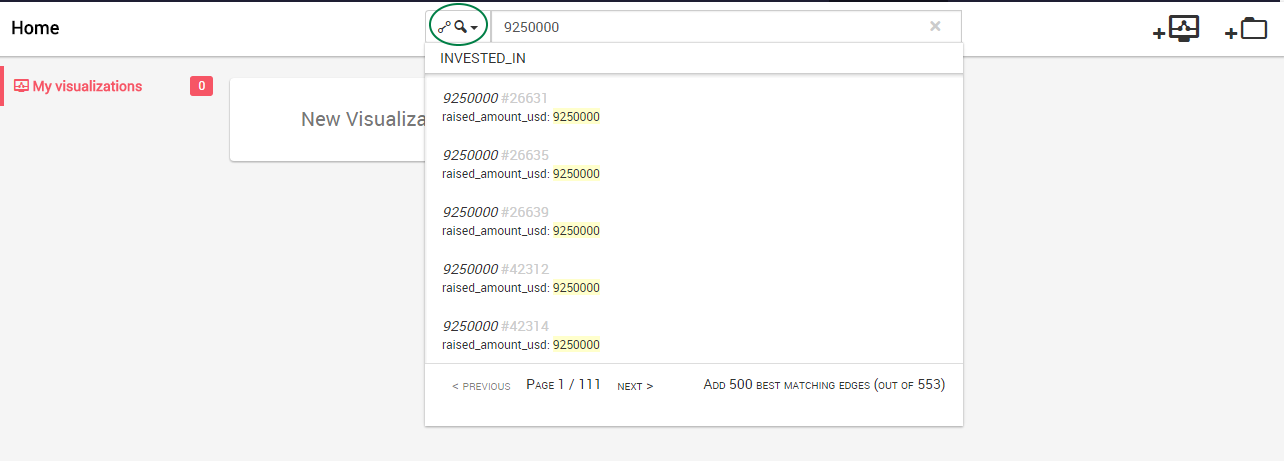 Home
9250000
INVESTED_IN
My visualizations
0
New Visualiza
9250000 #26631
raised_amount_usd: 9250000
9250000 #26635
raised_amount_usd: 9250000
9250000 #26639
raised_amount_usd: 9250000
9250000 #42312
raised_amount_usd: 9250000
9250000 #42314
raised_amount_usd: 9250000
< PREVIOUS PAGE 1 / 111 NEXT > ADD 500 BEST MATCHING EDGES (OUT OF 553)